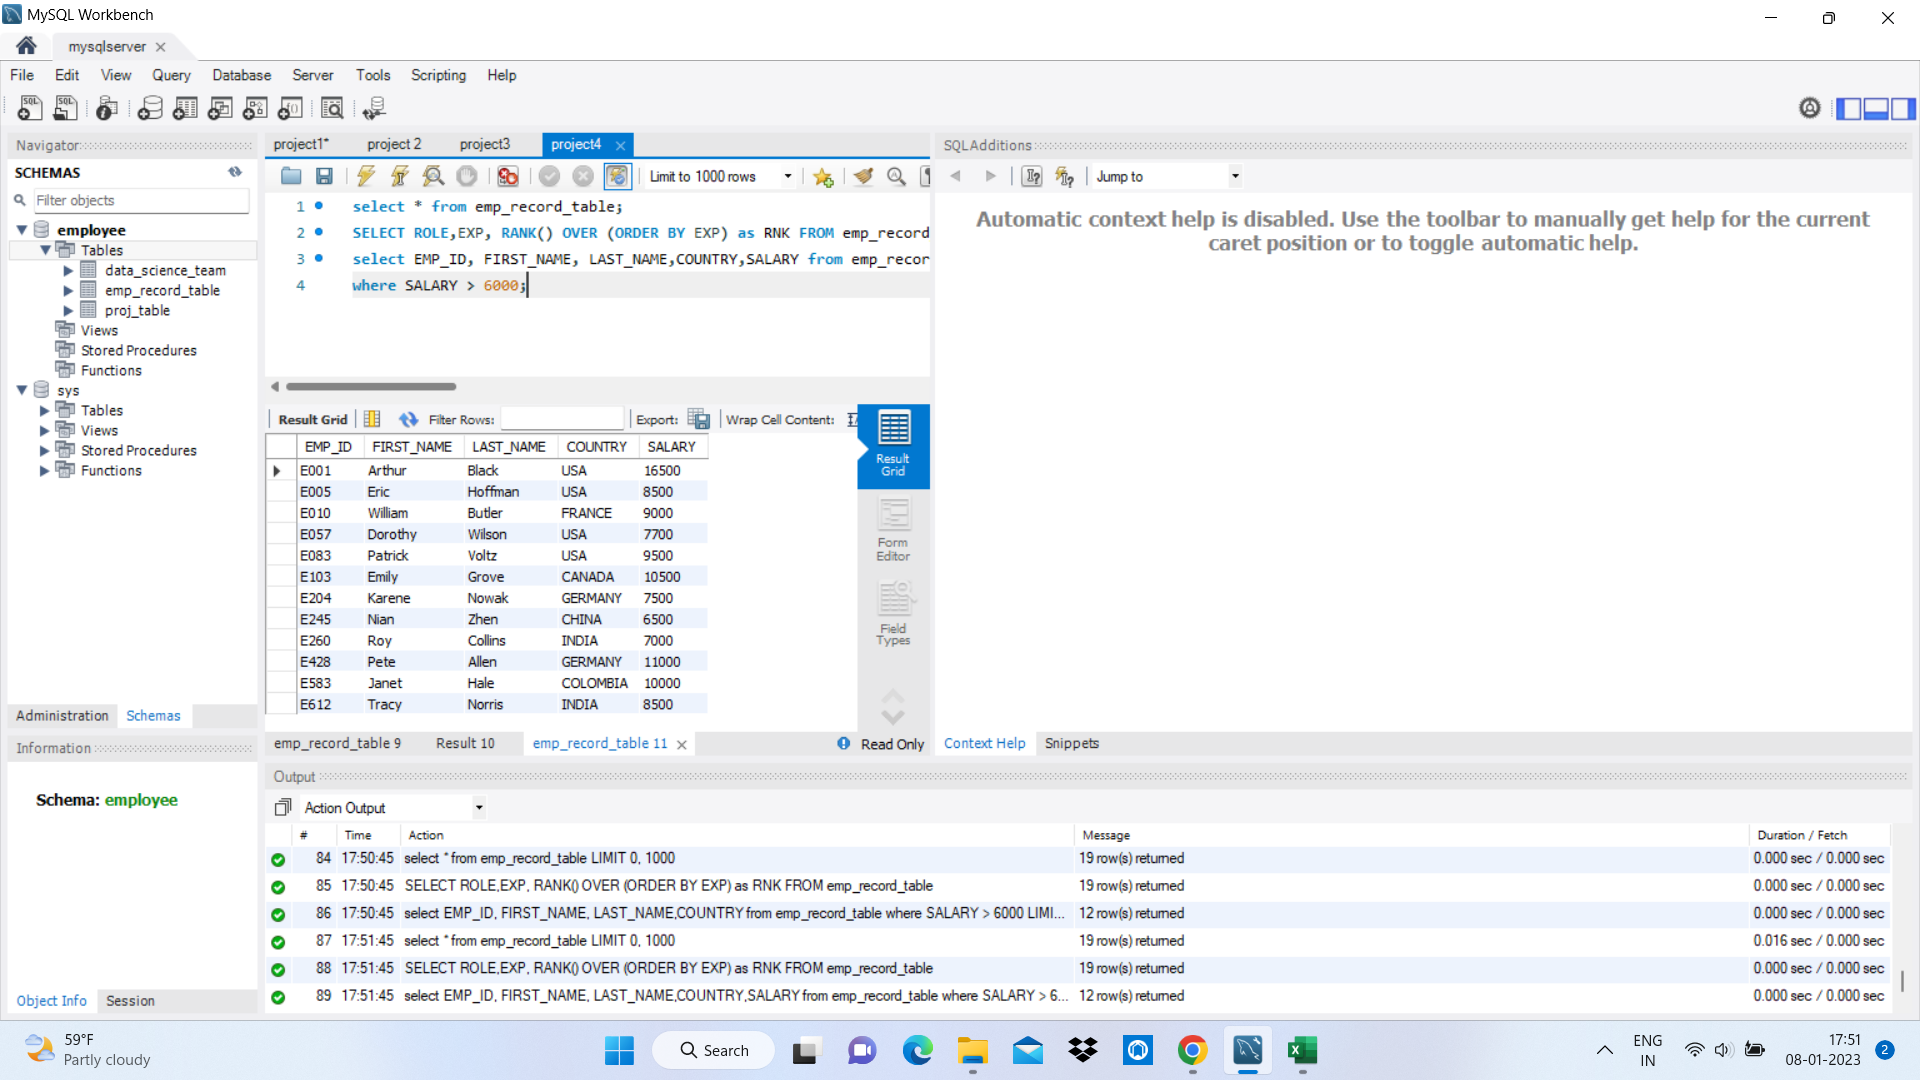 MySQL Workbench
mysqlserver
File Edit View Query Database Server Tools Scripting Help
Navigator
SCHEMAS
Filter objects
employee
Tables
data_science_team
emp_record_table
proj_table
Views
Stored Procedures
Functions
sys
Tables
Views
Stored Procedures
Functions
Administration Schemas
Information
Schema: employee
Object Info Session
project1* project 2 project3 project4
Limit to 1000 rows
1 select * from emp_record_table;
2 SELECT ROLE,EXP, RANK() OVER (ORDER BY EXP) as RNK FROM emp_record
3 select EMP_ID, FIRST_NAME, LAST_NAME,COUNTRY,SALARY from emp_recor
4 where SALARY > 6000;
Result Grid Filter Rows: Export: Wrap Cell Content:
EMP_ID FIRST_NAME LAST_NAME COUNTRY SALARY
E001 Arthur Black USA 16500
E005 Eric Hoffman USA 8500
E010 William Butler FRANCE 9000
E057 Dorothy Wilson USA 7700
E083 Patrick Voltz USA 9500
E103 Emily Grove CANADA 10500
E204 Karene Nowak GERMANY 7500
E245 Nian Zhen CHINA 6500
E260 Roy Collins INDIA 7000
E428 Pete Allen GERMANY 11000
E583 Janet Hale COLOMBIA 10000
E612 Tracy Norris INDIA 8500
Result
Grid
Form
Editor
Field
Types
emp_record_table 9 Result 10 emp_record_table 11 Read Only
SQLAdditions
Jump to
Automatic context help is disabled. Use the toolbar to manually get help for the current
caret position or to toggle automatic help.
Context Help Snippets
Output
Action Output
# Time Action Message Duration / Fetch
84 17:50:45 select * from emp_record_table LIMIT 0, 1000 19 row(s) returned 0.000 sec / 0.000 sec
85 17:50:45 SELECT ROLE,EXP, RANK() OVER (ORDER BY EXP) as RNK FROM emp_record_table 19 row(s) returned 0.000 sec / 0.000 sec
86 17:50:45 select EMP_ID, FIRST_NAME, LAST_NAME,COUNTRY from emp_record_table where SALARY > 6000 LIMI... 12 row(s) returned 0.000 sec / 0.000 sec
87 17:51:45 select * from emp_record_table LIMIT 0, 1000 19 row(s) returned 0.016 sec / 0.000 sec
88 17:51:45 SELECT ROLE,EXP, RANK() OVER (ORDER BY EXP) as RNK FROM emp_record_table 19 row(s) returned 0.000 sec / 0.000 sec
89 17:51:45 select EMP_ID, FIRST_NAME, LAST_NAME,COUNTRY,SALARY from emp_record_table where SALARY > 6... 12 row(s) returned 0.000 sec / 0.000 sec
59°F
Partly cloudy
Search
ENG
IN
17:51
08-01-2023
2